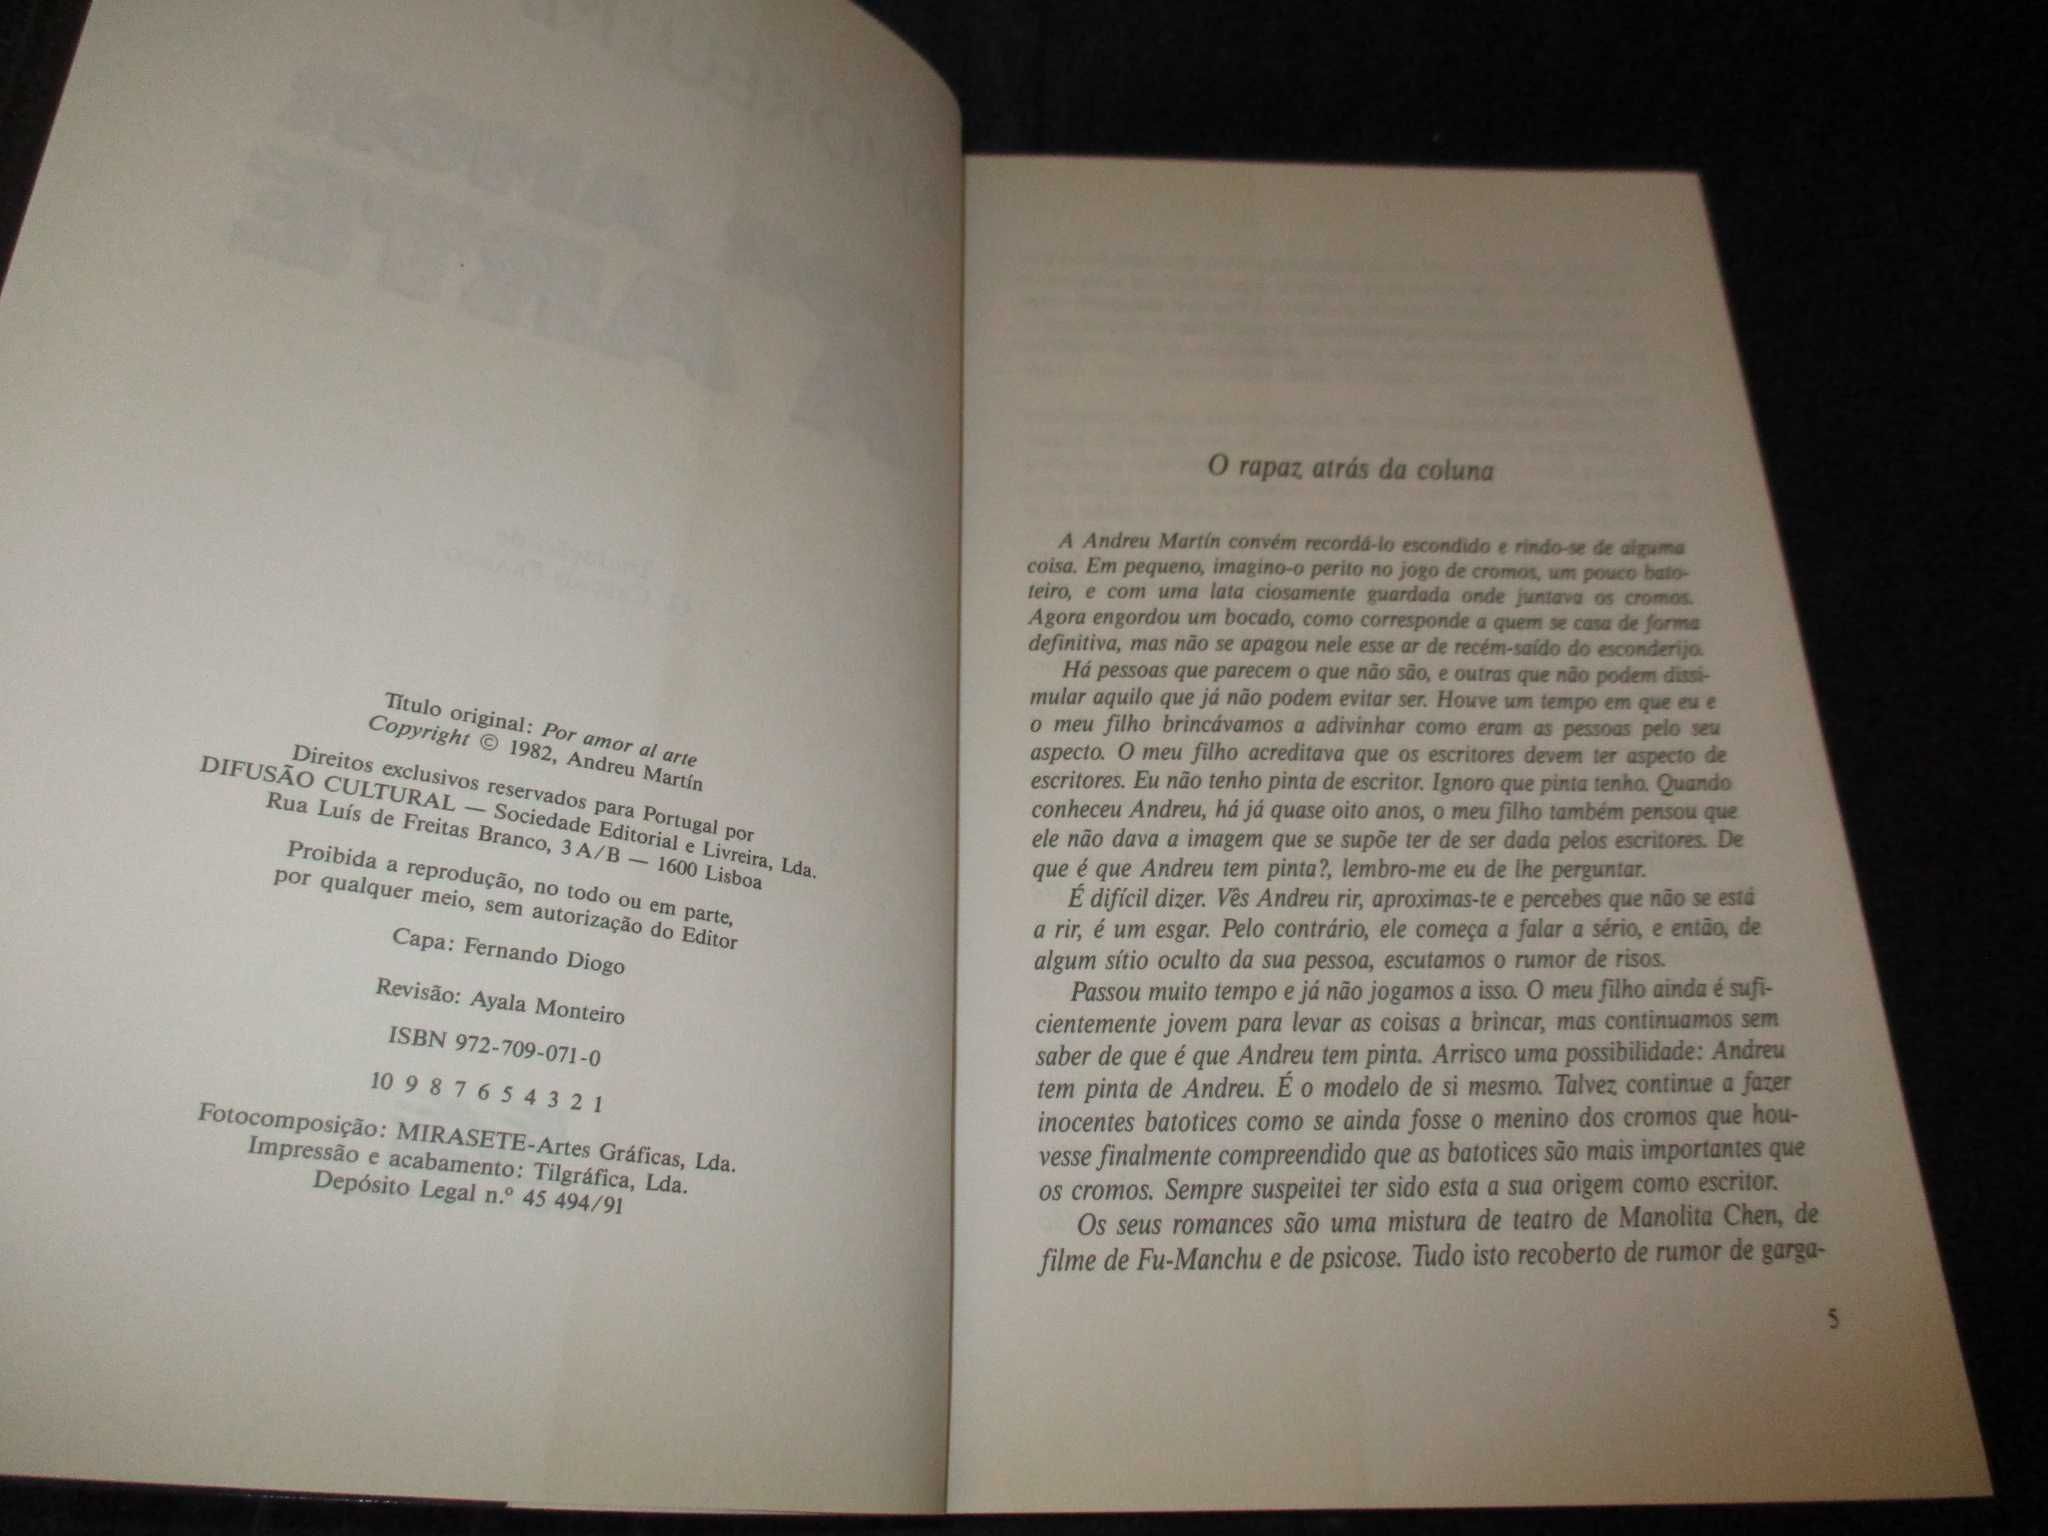 Título original: Por amor al arte
Copyright © 1982, Andreu Martín
Direitos exclusivos reservados para Portugal por
DIFUSÃO CULTURAL — Sociedade Editorial e Livreira, Lda.
Rua Luís de Freitas Branco, 3 A/B — 1600 Lisboa
Proibida a reprodução, no todo ou em parte,
por qualquer meio, sem autorização do Editor
Capa: Fernando Diogo
Revisão: Ayala Monteiro
ISBN 972-709-071-0
10 9 8 7 6 5 4 3 2 1
Fotocomposição: MIRASETE-Artes Gráficas, Lda.
Impressão e acabamento: Tilgráfica, Lda.
Depósito Legal n.º 45 494/91
O rapaz atrás da coluna
A Andreu Martín convém recordá-lo escondido e rindo-se de alguma
coisa. Em pequeno, imagino-o perito no jogo de cromos, um pouco bato-
teiro, e com uma lata ciosamente guardada onde juntava os cromos.
Agora engordou um bocado, como corresponde a quem se casa de forma
definitiva, mas não se apagou nele esse ar de recém-saído do esconderijo.
Há pessoas que parecem o que não são, e outras que não podem dissi-
mular aquilo que já não podem evitar ser. Houve um tempo em que eu e
o meu filho brincávamos a adivinhar como eram as pessoas pelo seu
aspecto. O meu filho acreditava que os escritores devem ter aspecto de
escritores. Eu não tenho pinta de escritor. Ignoro que pinta tenho. Quando
conheceu Andreu, há já quase oito anos, o meu filho também pensou que
ele não dava a imagem que se supõe ter de ser dada pelos escritores. De
que é que Andreu tem pinta?, lembro-me eu de lhe perguntar.
É difícil dizer. Vês Andreu rir, aproximas-te e percebes que não se está
a rir, é um esgar. Pelo contrário, ele começa a falar a sério, e então, de
algum sítio oculto da sua pessoa, escutamos o rumor de risos.
Passou muito tempo e já não jogamos a isso. O meu filho ainda é sufi-
cientemente jovem para levar as coisas a brincar, mas continuamos sem
saber de que é que Andreu tem pinta. Arrisco uma possibilidade: Andreu
tem pinta de Andreu. É o modelo de si mesmo. Talvez continue a fazer
inocentes batotices como se ainda fosse o menino dos cromos que hou-
vesse finalmente compreendido que as batotices são mais importantes que
os cromos. Sempre suspeitei ter sido esta a sua origem como escritor.
Os seus romances são uma mistura de teatro de Manolita Chen, de
filme de Fu-Manchu e de psicose. Tudo isto recoberto de rumor de garga-
5